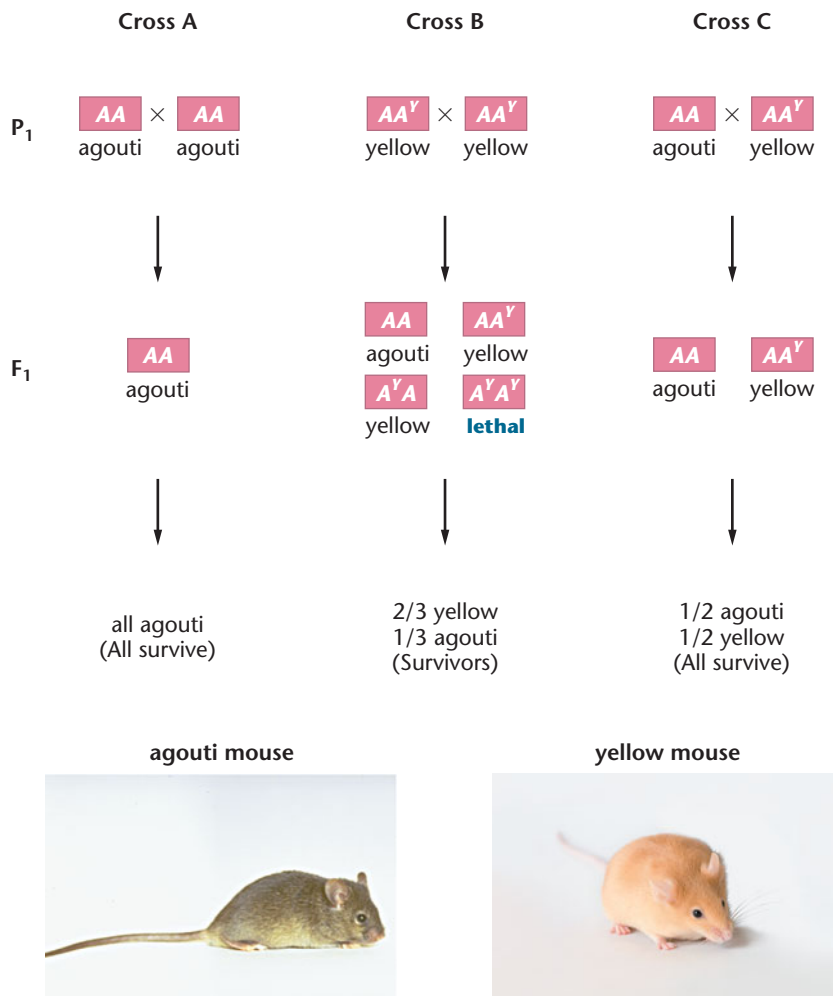 Cross A Cross B Cross C
P₁
AA × AA AAʸ × AAʸ AA × AAʸ
agouti agouti yellow yellow agouti yellow
F₁
AA
agouti
AA AAʸ
agouti yellow
AʸA AʸAʸ
yellow lethal
AA AAʸ
agouti yellow
all agouti
(All survive)
2/3 yellow
1/3 agouti
(Survivors)
1/2 agouti
1/2 yellow
(All survive)
agouti mouse yellow mouse